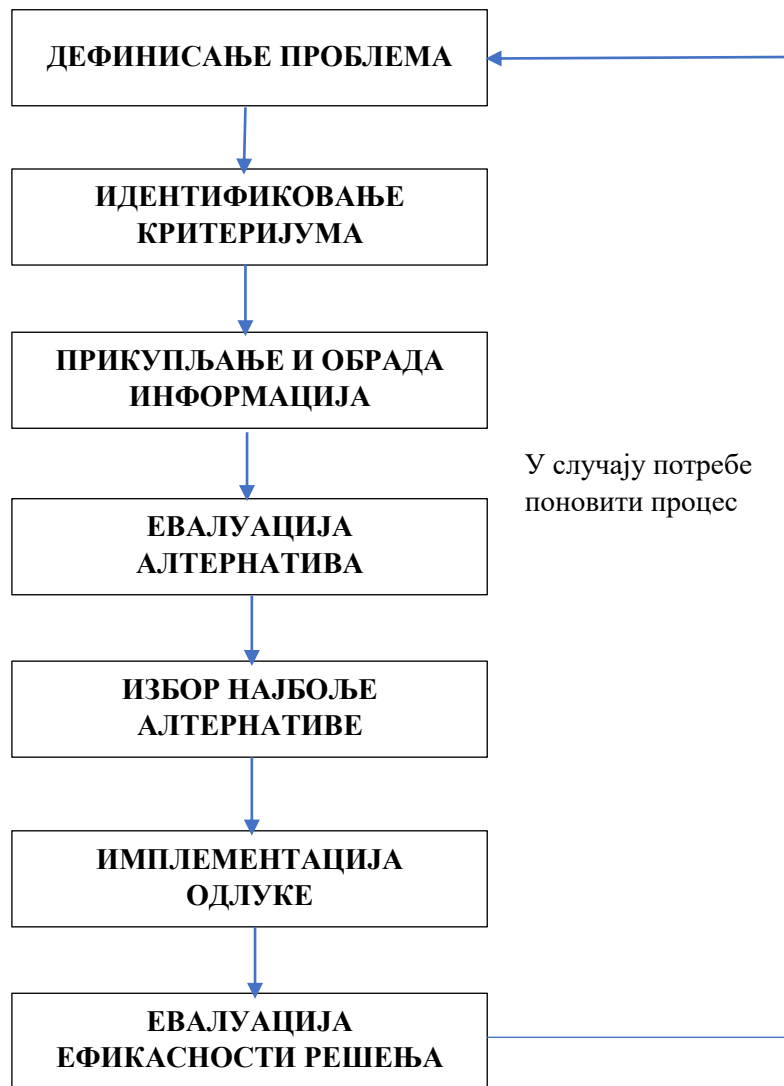 ДЕФИНИСАЊЕ ПРОБЛЕМА
ИДЕНТИФИКОВАЊЕ
КРИТЕРИЈУМА
ПРИКУПЉАЊЕ И ОБРАДА
ИНФОРМАЦИЈА
У случају потребе
поновити процес
ЕВАЛУАЦИЈА
АЛТЕРНАТИВА
ИЗБОР НАЈБОЉЕ
АЛТЕРНАТИВЕ
ИМПЛЕМЕНТАЦИЈА
ОДЛУКЕ
ЕВАЛУАЦИЈА
ЕФИКАСНОСТИ РЕШЕЊА